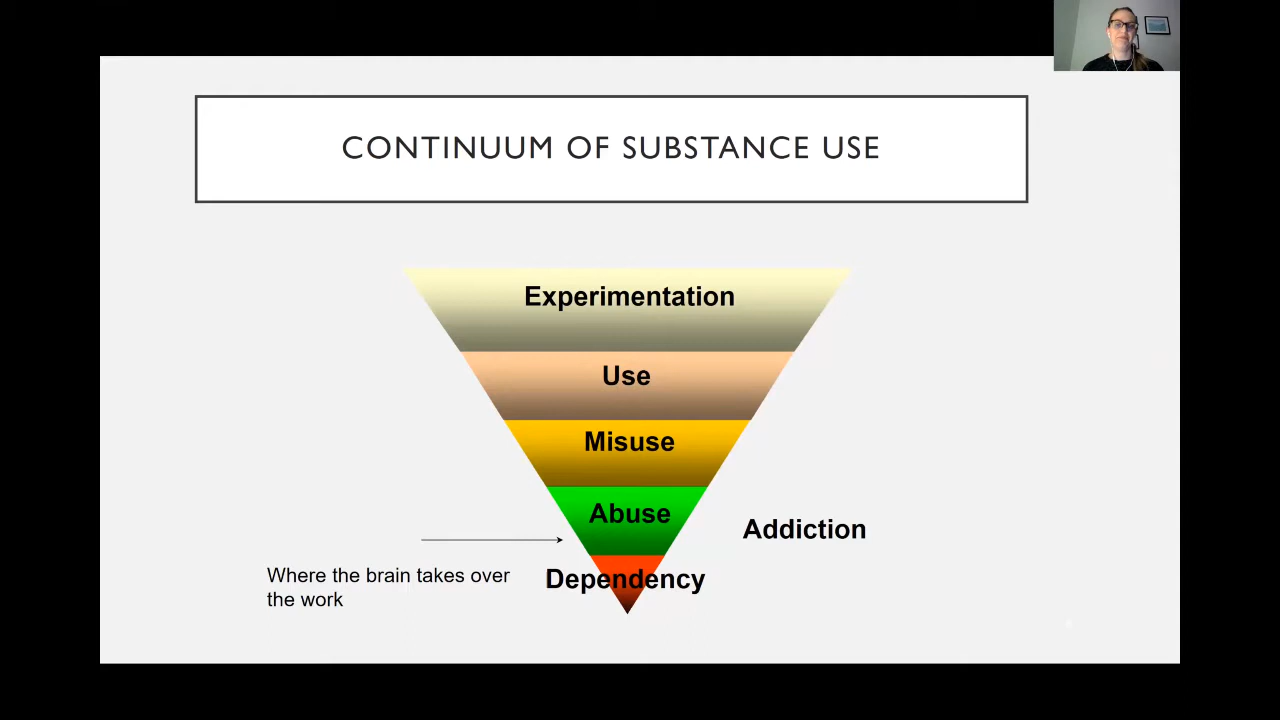 CONTINUUM OF SUBSTANCE USE
Experimentation
Use
Misuse
Abuse
Addiction
Where the brain takes over
the work
Dependency